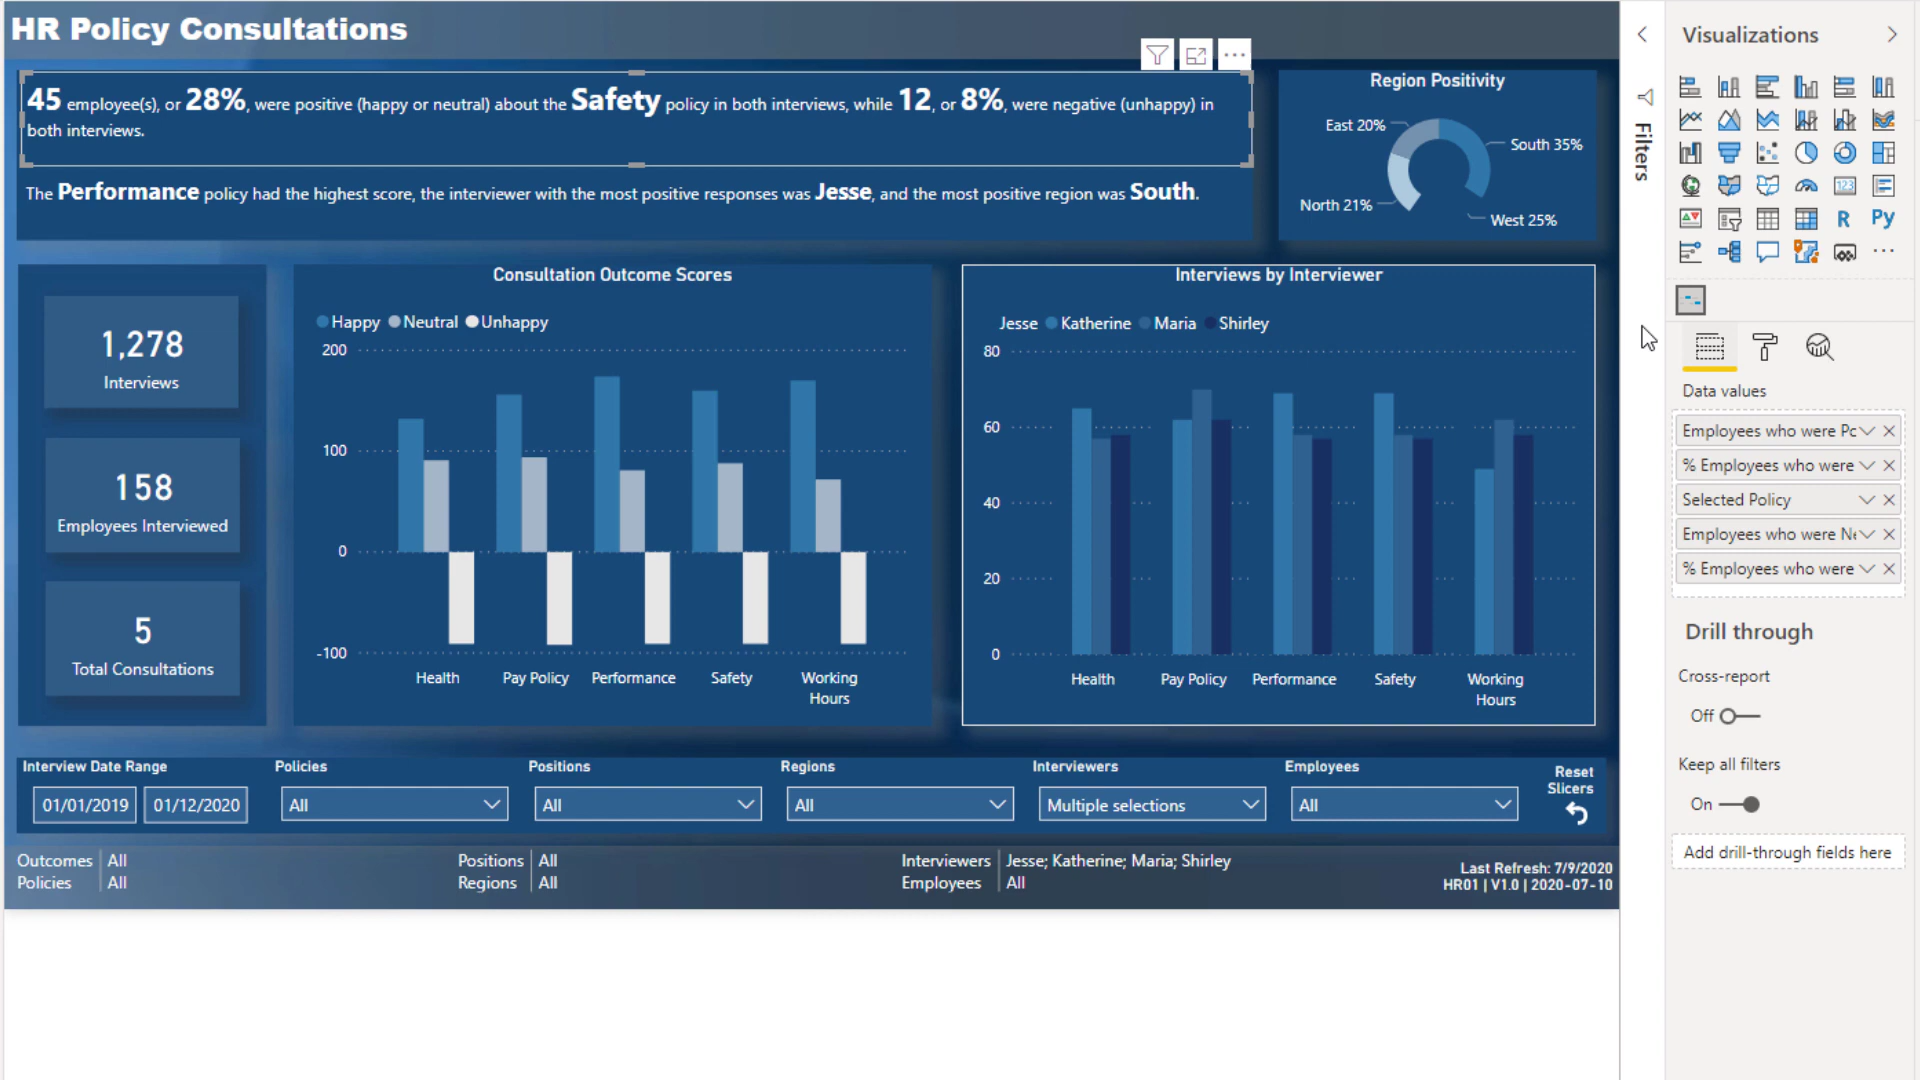 HR Policy Consultations
45 employee(s), or 28%, were positive (happy or neutral) about the Safety policy in both interviews, while 12, or 8%, were negative (unhappy) in
both interviews.
The Performance policy had the highest score, the interviewer with the most positive responses was Jesse, and the most positive region was South.
Region Positivity
East 20%
South 35%
North 21%
West 25%
1,278
Interviews
158
Employees Interviewed
5
Total Consultations
Consultation Outcome Scores
Happy Neutral Unhappy
200
100
0
-100
Health Pay Policy Performance Safety Working
Hours
Interviews by Interviewer
Jesse Katherine Maria Shirley
80
60
40
20
0
Health Pay Policy Performance Safety Working
Hours
Interview Date Range
01/01/2019 01/12/2020
Policies
All
Positions
All
Regions
All
Interviewers
Multiple selections
Employees
All
Reset
Slicers
Outcomes All
Policies All
Positions All
Regions All
Interviewers Jesse; Katherine; Maria; Shirley
Employees All
Last Refresh: 7/9/2020
HR01 | V1.0 | 2020-07-10
Filters
Visualizations
123
R Py
Data values
Employees who were Pc
% Employees who were
Selected Policy
Employees who were Ne
% Employees who were
Drill through
Cross-report
Off
Keep all filters
On
Add drill-through fields here